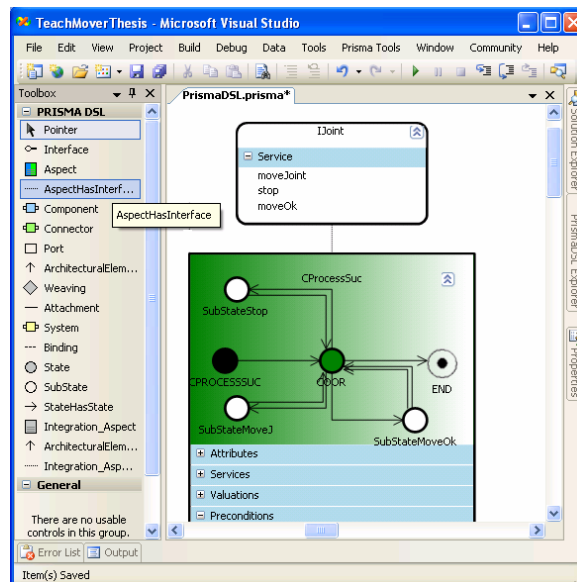 TeachMoverThesis - Microsoft Visual Studio
File Edit View Project Build Debug Data Tools Prisma Tools Window Community Help
Toolbox
PrismaDSL.prisma*
PRISMA DSL
Pointer
Interface
Aspect
AspectHasInterf...
Component
AspectHasInterface
Connector
Port
ArchitecturalElem...
Weaving
Attachment
System
Binding
State
SubState
StateHasState
Integration_Aspect
ArchitecturalElem...
Integration_Asp...
General
There are no usable
controls in this group.
IJoint
Service
moveJoint
stop
moveOk
CProcessSuc
SubStateStop
CPROCESSSUC
COOR
END
SubStateMoveJ
SubStateMoveOk
Attributes
Services
Valuations
Preconditions
Solution Explorer
PrismaDSL Explorer
Properties
Error List Output
Item(s) Saved